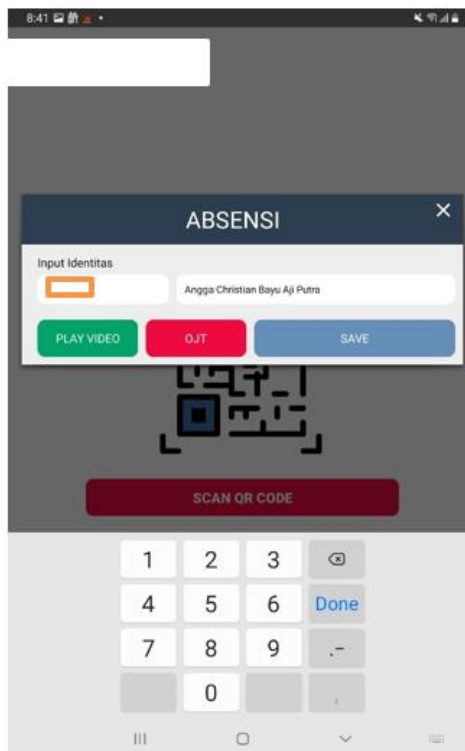 8:41
ABSENSI
Input Identitas
Angga Christian Bayu Aji Putra
PLAY VIDEO OJT SAVE
SCAN QR CODE
1 2 3
4 5 6 Done
7 8 9 .-
0 ,